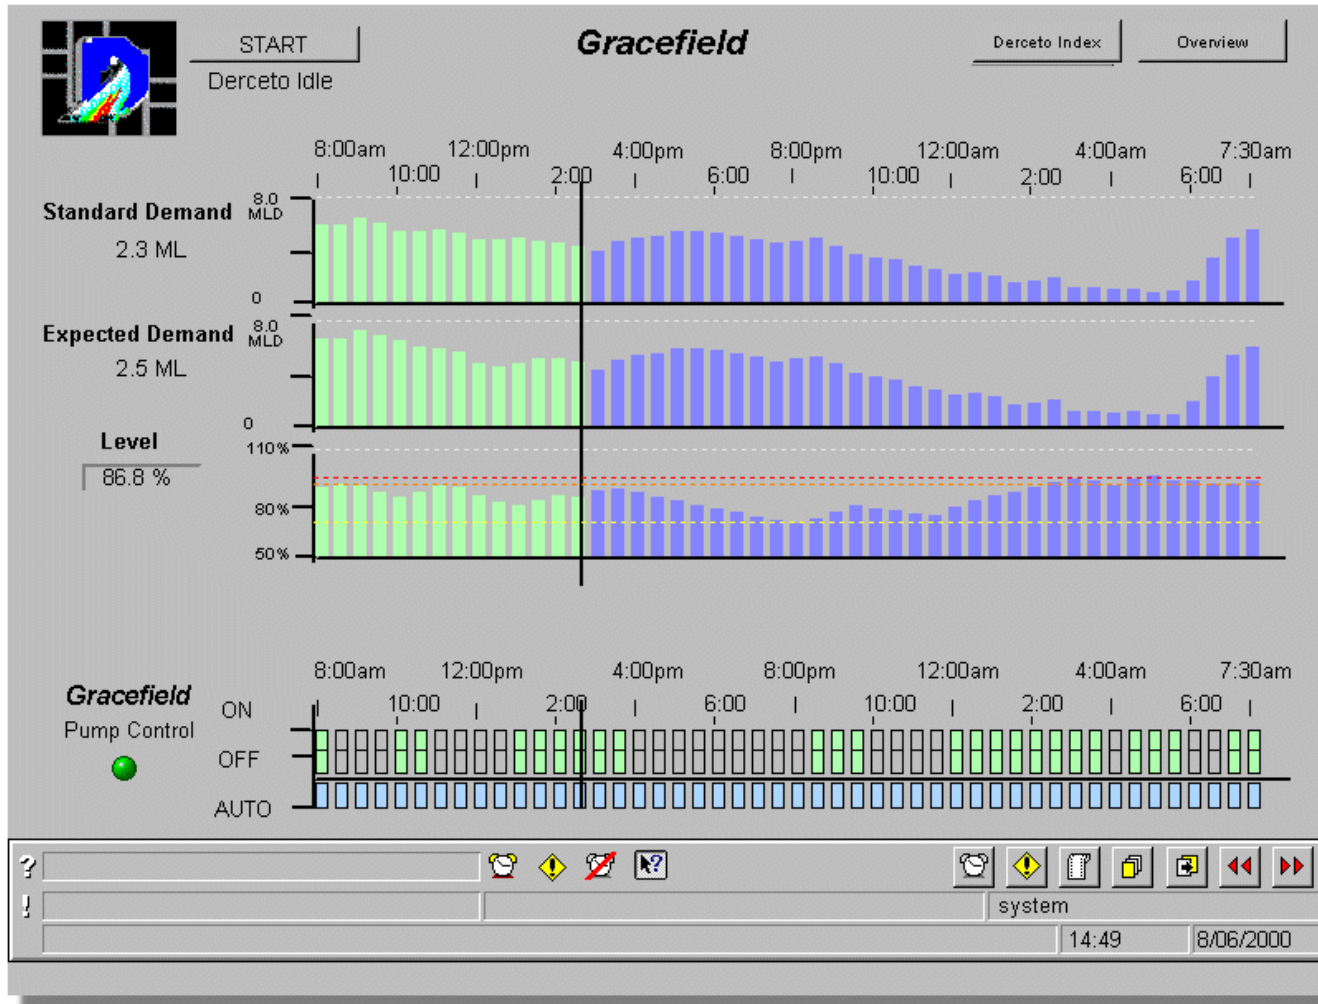 START
Gracefield
Derceto Index
Overview
Derceto Idle
8:00am 12:00pm 4:00pm 8:00pm 12:00am 4:00am 7:30am
10:00 2:00 6:00 10:00 2:00 6:00
Standard Demand
8.0
MLD
2.3 ML
0
Expected Demand
8.0
MLD
2.5 ML
0
Level
110%
86.8 %
80%
50%
8:00am 12:00pm 4:00pm 8:00pm 12:00am 4:00am 7:30am
Gracefield
10:00 2:00 6:00 10:00 2:00 6:00
ON
Pump Control
OFF
AUTO
?
!
system
14:49 8/06/2000